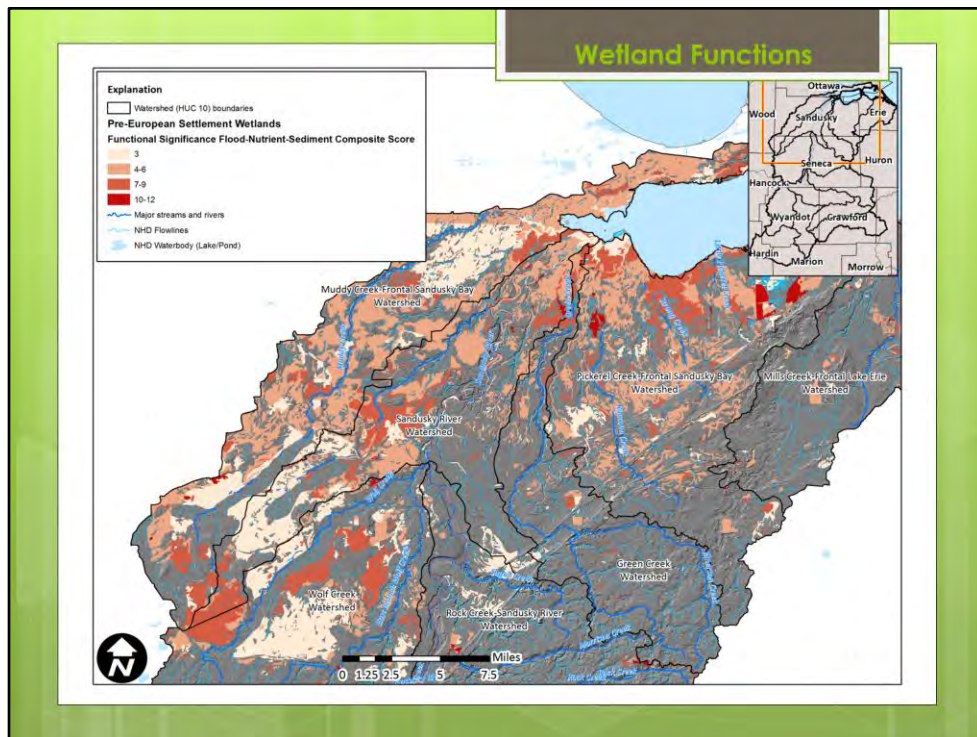 Wetland Functions
Explanation
Watershed (HUC 10) boundaries
Pre-European Settlement Wetlands
Functional Significance Flood-Nutrient-Sediment Composite Score
3
4-6
7-9
10-12
Major streams and rivers
NHD Flowlines
NHD Waterbody (Lake/Pond)
Ottawa
Wood
Sandusky
Erie
Seneca
Huron
Hancock
Wyandot
Crawford
Hardin
Marion
Morrow
Muddy Creek-Frontal Sandusky Bay
Watershed
Pickerel Creek-Frontal Sandusky Bay
Watershed
Mills Creek-Frontal Lake Erie
Watershed
Sandusky River
Watershed
Green Creek
Watershed
Wolf Creek
Watershed
Rock Creek-Sandusky River
Watershed
N
Miles
0 1.25 2.5 5 7.5